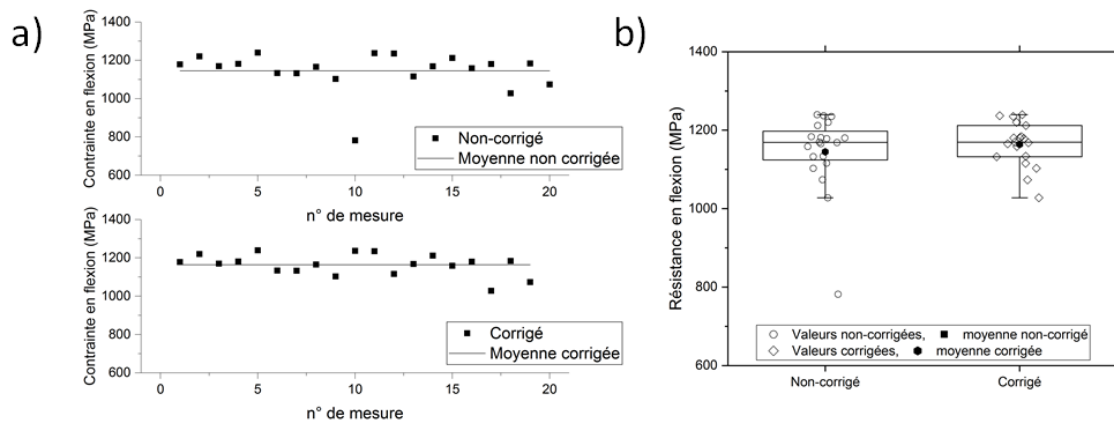 a)
Contrainte en flexion (MPa)
1400
1200
1000
800
600
Non-corrigé
Moyenne non corrigée
0 5 10 15 20
n° de mesure
Contrainte en flexion (MPa)
1400
1200
1000
800
600
Corrigé
Moyenne corrigée
0 5 10 15 20
n° de mesure
b)
Résistance en flexion (MPa)
1400
1200
1000
800
600
Valeurs non-corrigées, moyenne non-corrigé
Valeurs corrigées, moyenne corrigée
Non-corrigé Corrigé